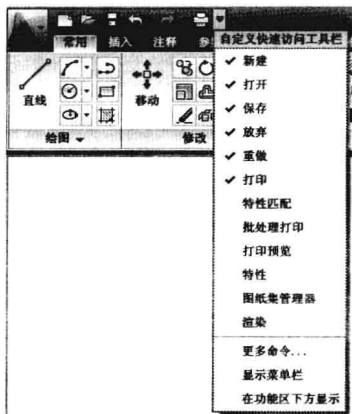 自定义快速访问工具栏
常用 插入 注释
✓ 新建
✓ 打开
✓ 保存
✓ 放弃
✓ 重做
✓ 打印
特性匹配
批处理打印
打印预览
特性
图纸集管理器
渲染
更多命令...
显示菜单栏
在功能区下方显示
直线
移动
绘图
修改